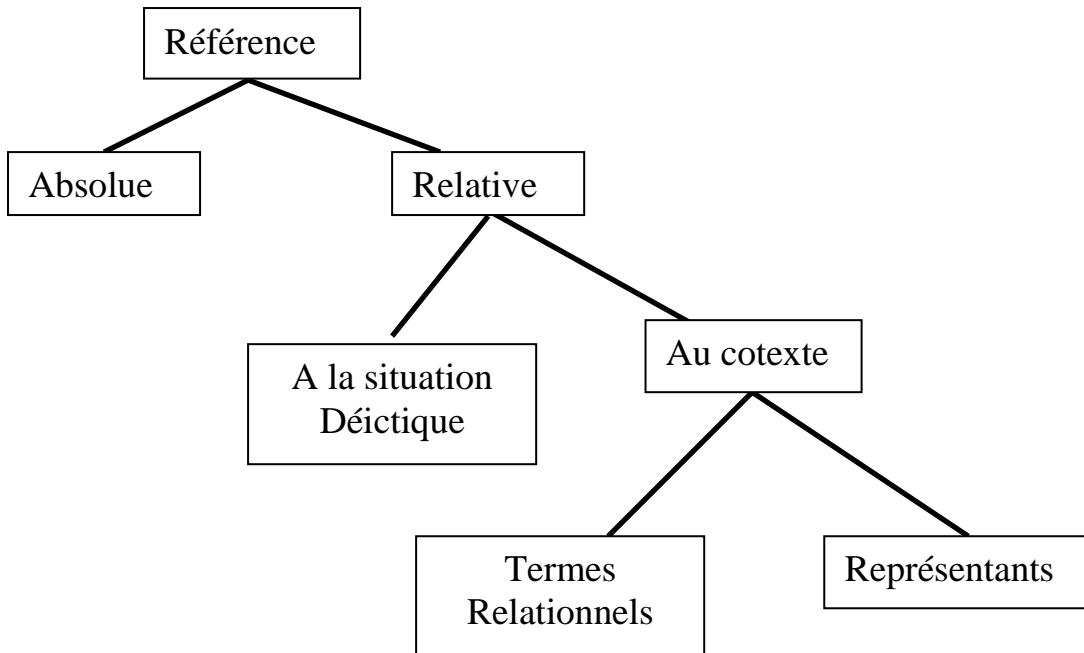 Référence
Absolue
Relative
A la situation
Déictique
Au cotexte
Termes
Relationnels
Représentants